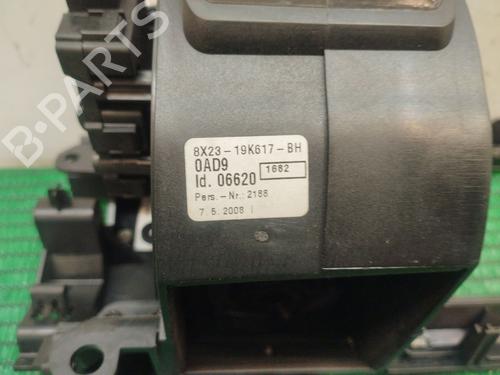 B-PARTS
8X23-19K617-BH
0AD9
Id. 06620 1682
Pers.-Nr.: 2188
7.5.2008